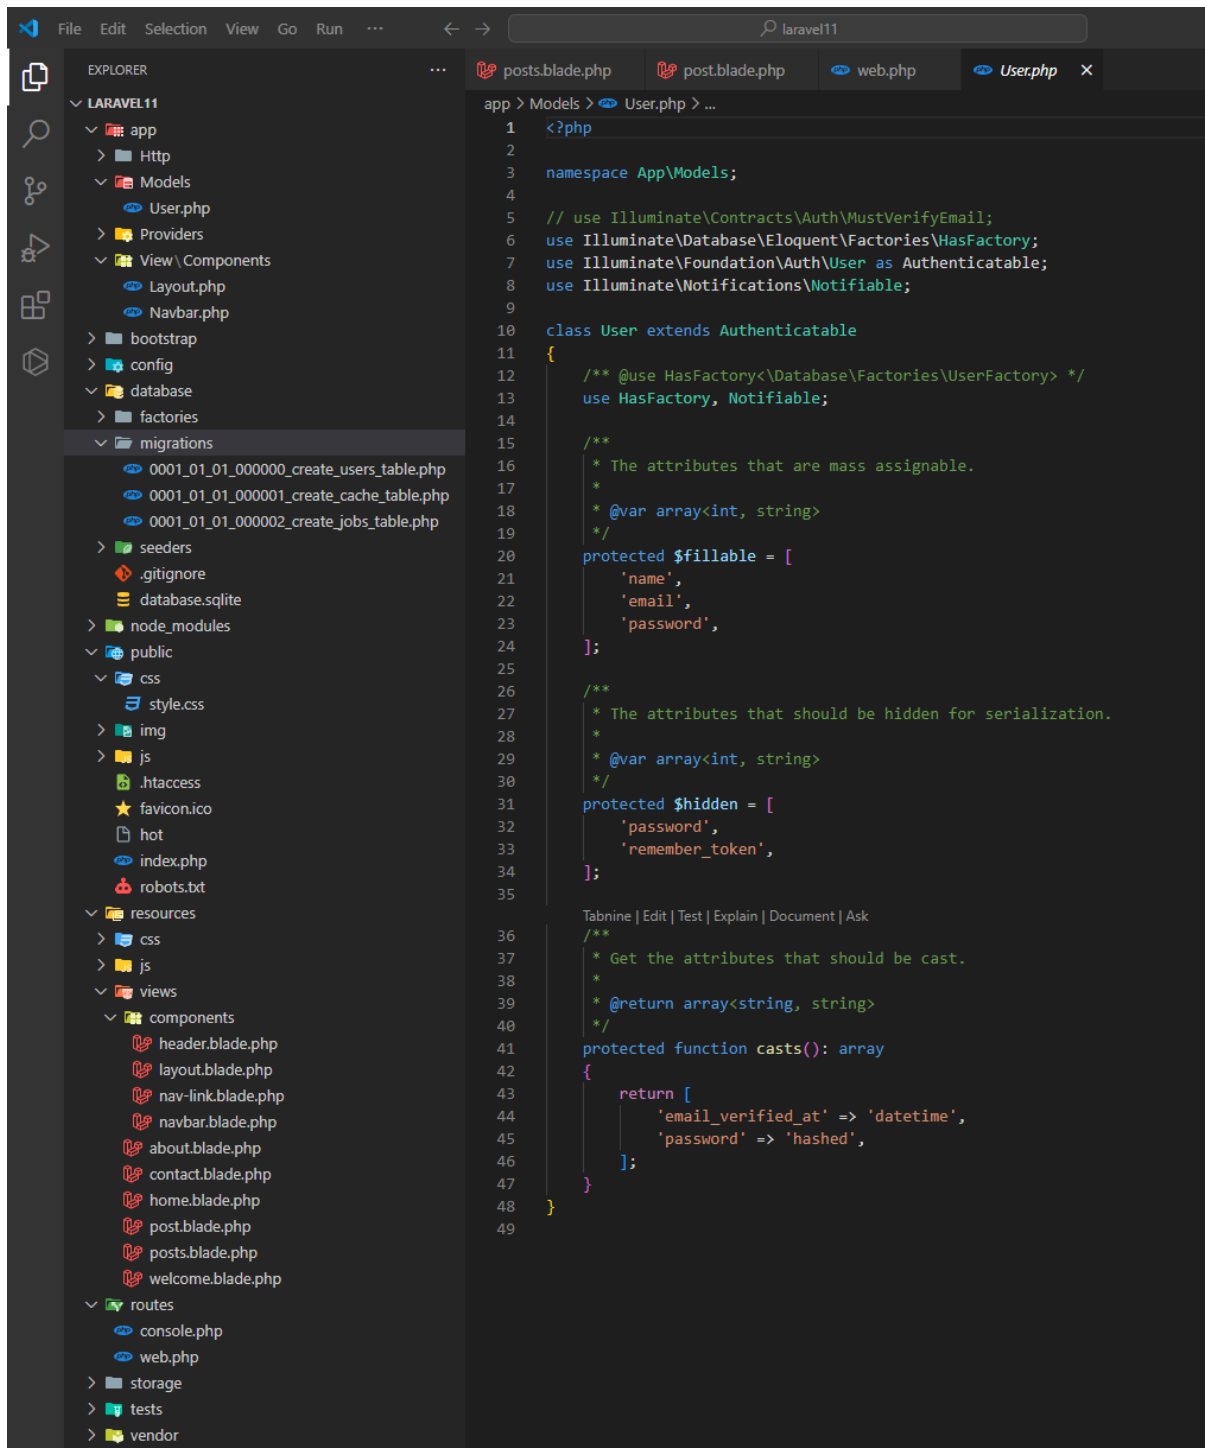 File Edit Selection View Go Run ··· ← → laravel11
EXPLORER ···
LARAVEL11
app
Http
Models
User.php
Providers
View\Components
Layout.php
Navbar.php
bootstrap
config
database
factories
migrations
0001_01_01_000000_create_users_table.php
0001_01_01_000001_create_cache_table.php
0001_01_01_000002_create_jobs_table.php
seeders
.gitignore
database.sqlite
node_modules
public
css
style.css
img
js
.htaccess
favicon.ico
hot
index.php
robots.txt
resources
css
js
views
components
header.blade.php
layout.blade.php
nav-link.blade.php
navbar.blade.php
about.blade.php
contact.blade.php
home.blade.php
post.blade.php
posts.blade.php
welcome.blade.php
routes
console.php
web.php
storage
tests
vendor
posts.blade.php post.blade.php web.php User.php ×
app > Models > User.php > ...
1 <?php
2
3 namespace App\Models;
4
5 // use Illuminate\Contracts\Auth\MustVerifyEmail;
6 use Illuminate\Database\Eloquent\Factories\HasFactory;
7 use Illuminate\Foundation\Auth\User as Authenticatable;
8 use Illuminate\Notifications\Notifiable;
9
10 class User extends Authenticatable
11 {
12 /** @use HasFactory<\Database\Factories\UserFactory> */
13 use HasFactory, Notifiable;
14
15 /**
16 * The attributes that are mass assignable.
17 *
18 * @var array<int, string>
19 */
20 protected $fillable = [
21 'name',
22 'email',
23 'password',
24 ];
25
26 /**
27 * The attributes that should be hidden for serialization.
28 *
29 * @var array<int, string>
30 */
31 protected $hidden = [
32 'password',
33 'remember_token',
34 ];
35
Tabnine | Edit | Test | Explain | Document | Ask
36 /**
37 * Get the attributes that should be cast.
38 *
39 * @return array<string, string>
40 */
41 protected function casts(): array
42 {
43 return [
44 'email_verified_at' => 'datetime',
45 'password' => 'hashed',
46 ];
47 }
48 }
49